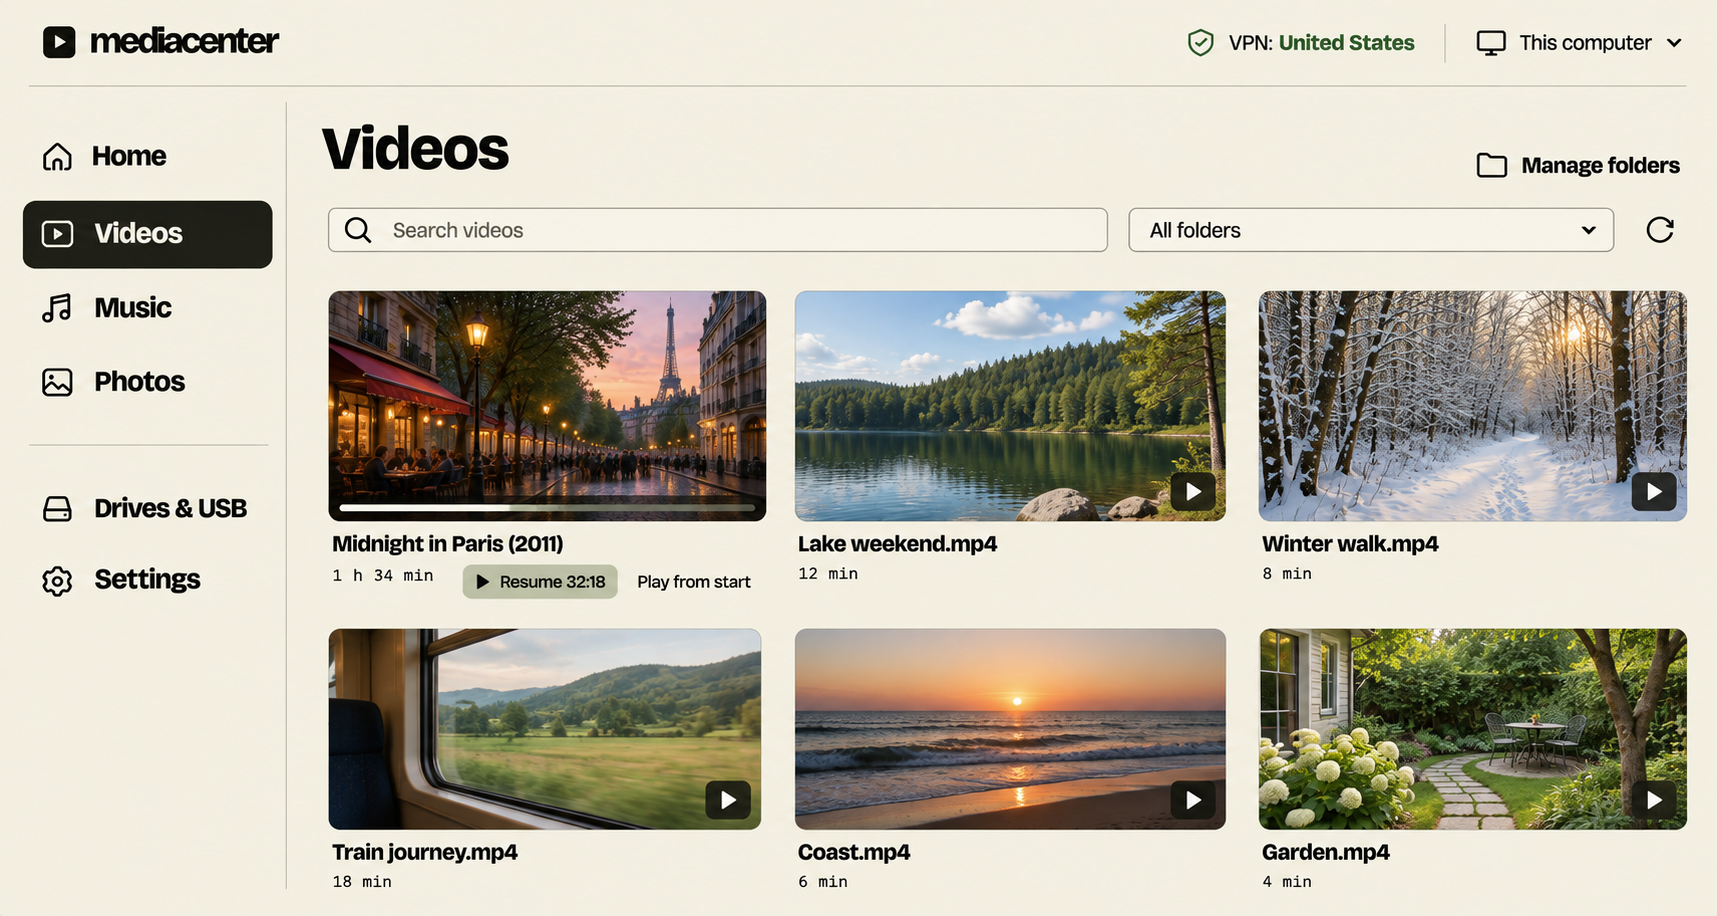 mediacenter
VPN: United States
This computer
Home
Videos
Music
Photos
Drives & USB
Settings
Videos
Manage folders
Search videos
All folders
Midnight in Paris (2011)
1 h 34 min
Resume 32:18
Play from start
Lake weekend.mp4
12 min
Winter walk.mp4
8 min
Train journey.mp4
18 min
Coast.mp4
6 min
Garden.mp4
4 min